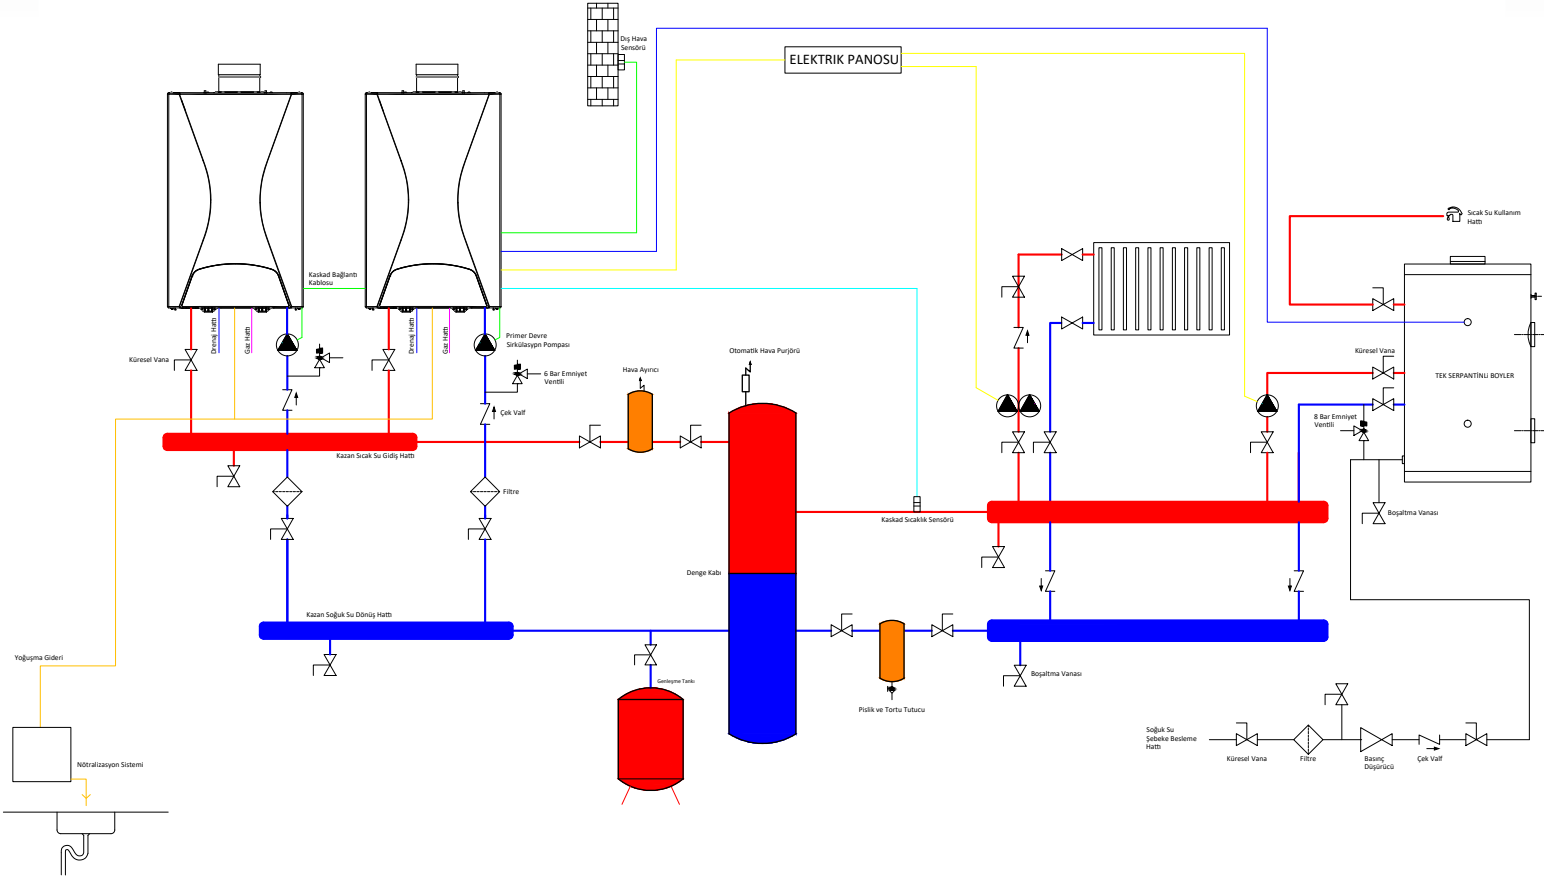 Dış Hava
Sensörü
ELEKTRIK PANOSU
Sıcak Su Kullanım
Hattı
Kaskad Bağlantı
Kablosu
Drenaj Hattı
Gaz Hattı
Drenaj Hattı
Gaz Hattı
Primer Devre
Sirkülasypn Pompası
Küresel Vana
6 Bar Emniyet
Ventili
Çek Valf
Hava Ayırıcı
Otomatik Hava Purjörü
Küresel Vana
TEK SERPANTİNLİ BOYLER
8 Bar Emniyet
Ventili
Kazan Sıcak Su Gidiş Hattı
Filtre
Kaskad Sıcaklık Sensörü
Boşaltma Vanası
Denge Kabı
Kazan Soğuk Su Dönüş Hattı
Yoğuşma Gideri
Genleşme Tankı
Boşaltma Vanası
Pislik ve Tortu Tutucu
Nötralizasyon Sistemi
Soğuk Su
Şebeke Besleme
Hattı
Küresel Vana
Filtre
Basınç
Düşürücü
Çek Valf